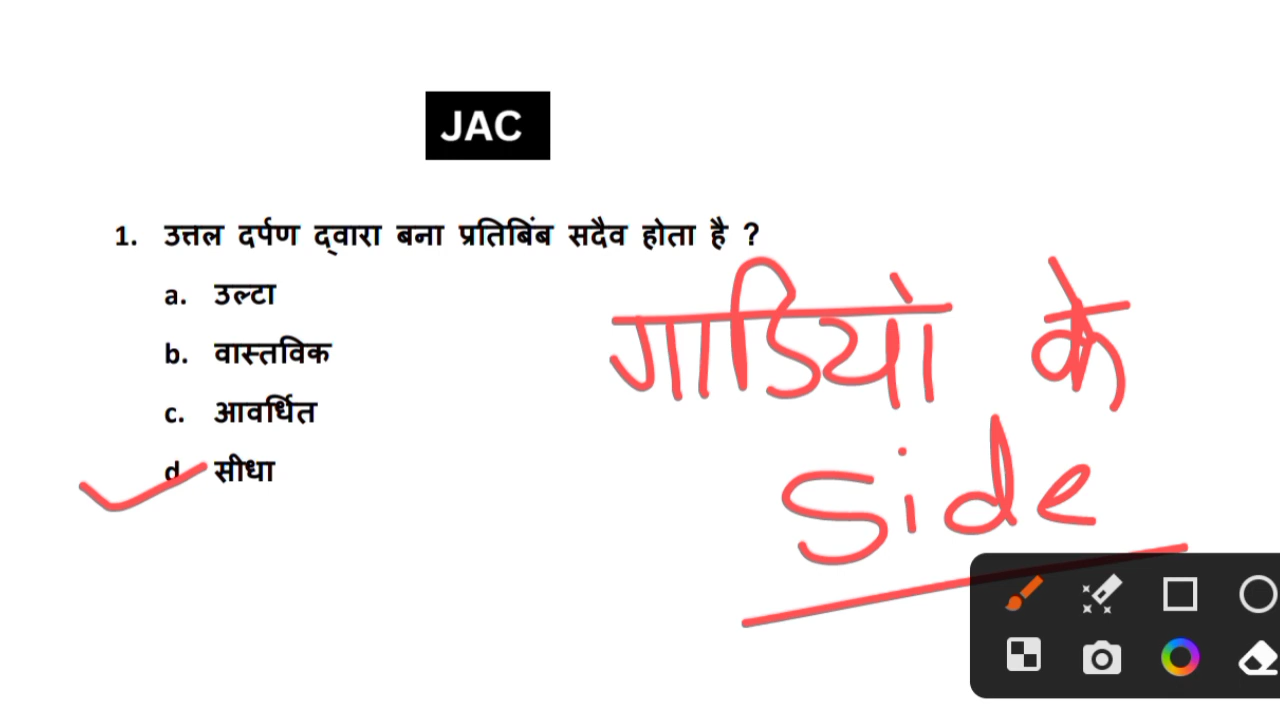 JAC
1. उत्तल दर्पण द्वारा बना प्रतिबिंब सदैव होता है ?
a. उल्टा
b. वास्तविक
c. आवर्धित
d. सीधा
गाडियो के
side